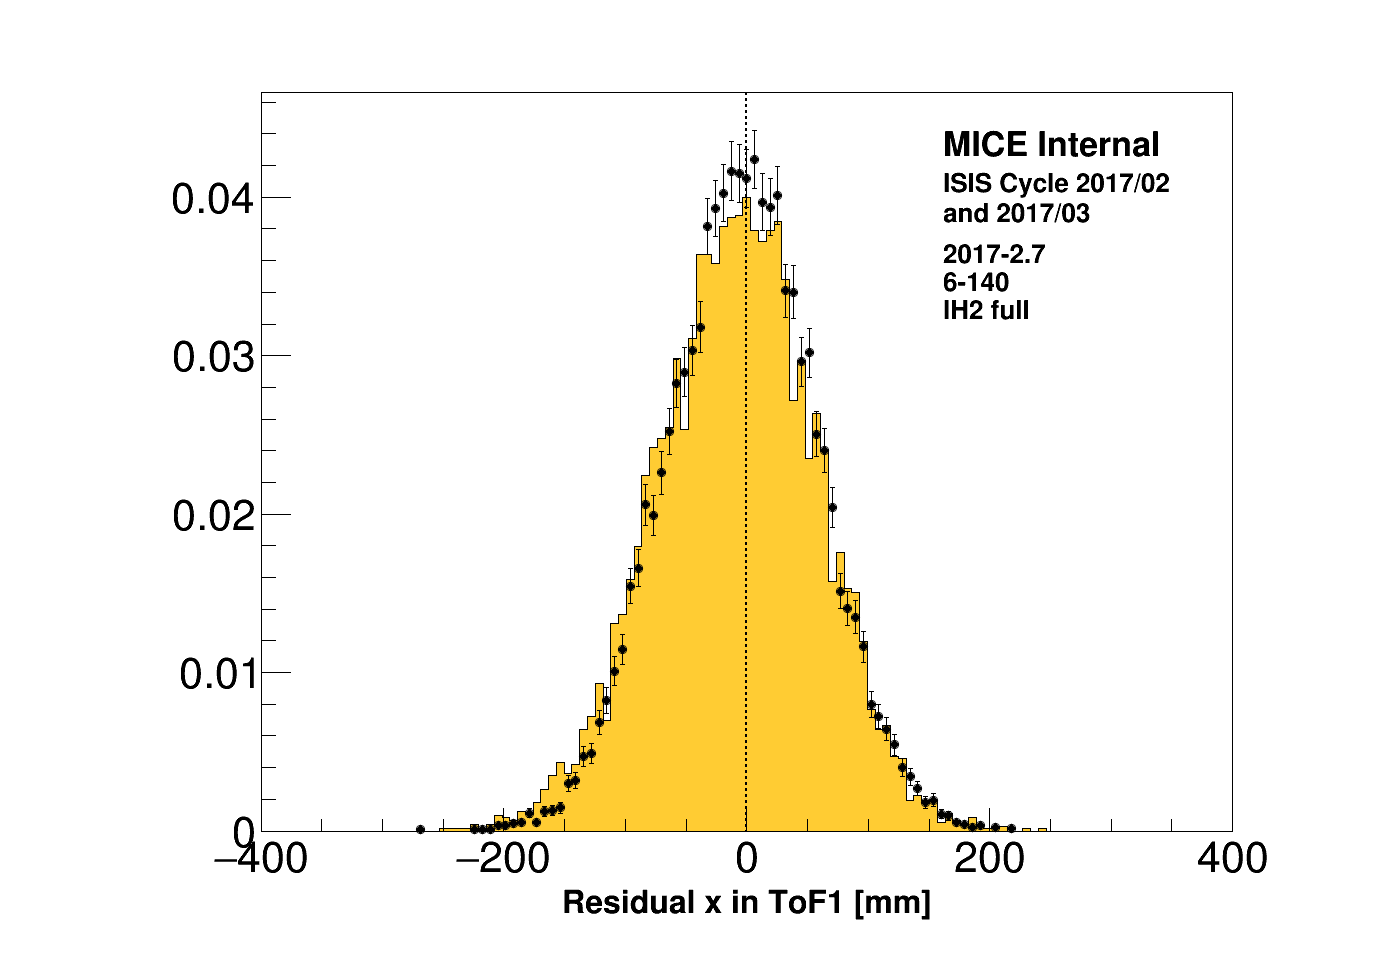 MICE Internal
ISIS Cycle 2017/02
and 2017/03
2017-2.7
6-140
IH2 full
0.04
0.03
0.02
0.01
0
−400 −200 0 200 400
Residual x in ToF1 [mm]